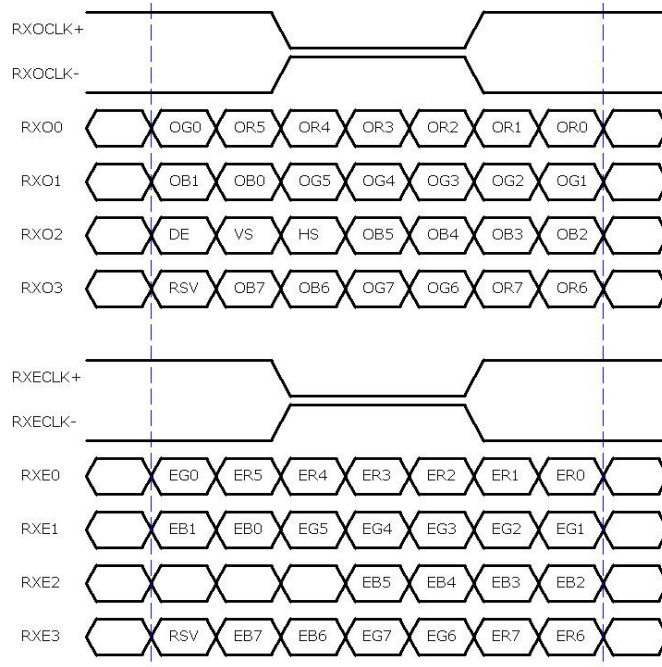 RXOCLK+
RXOCLK-
RXO0 OG0 OR5 OR4 OR3 OR2 OR1 OR0
RXO1 OB1 OB0 OG5 OG4 OG3 OG2 OG1
RXO2 DE VS HS OB5 OB4 OB3 OB2
RXO3 RSV OB7 OB6 OG7 OG6 OR7 OR6
RXECLK+
RXECLK-
RXE0 EG0 ER5 ER4 ER3 ER2 ER1 ER0
RXE1 EB1 EB0 EG5 EG4 EG3 EG2 EG1
RXE2 EB5 EB4 EB3 EB2
RXE3 RSV EB7 EB6 EG7 EG6 ER7 ER6